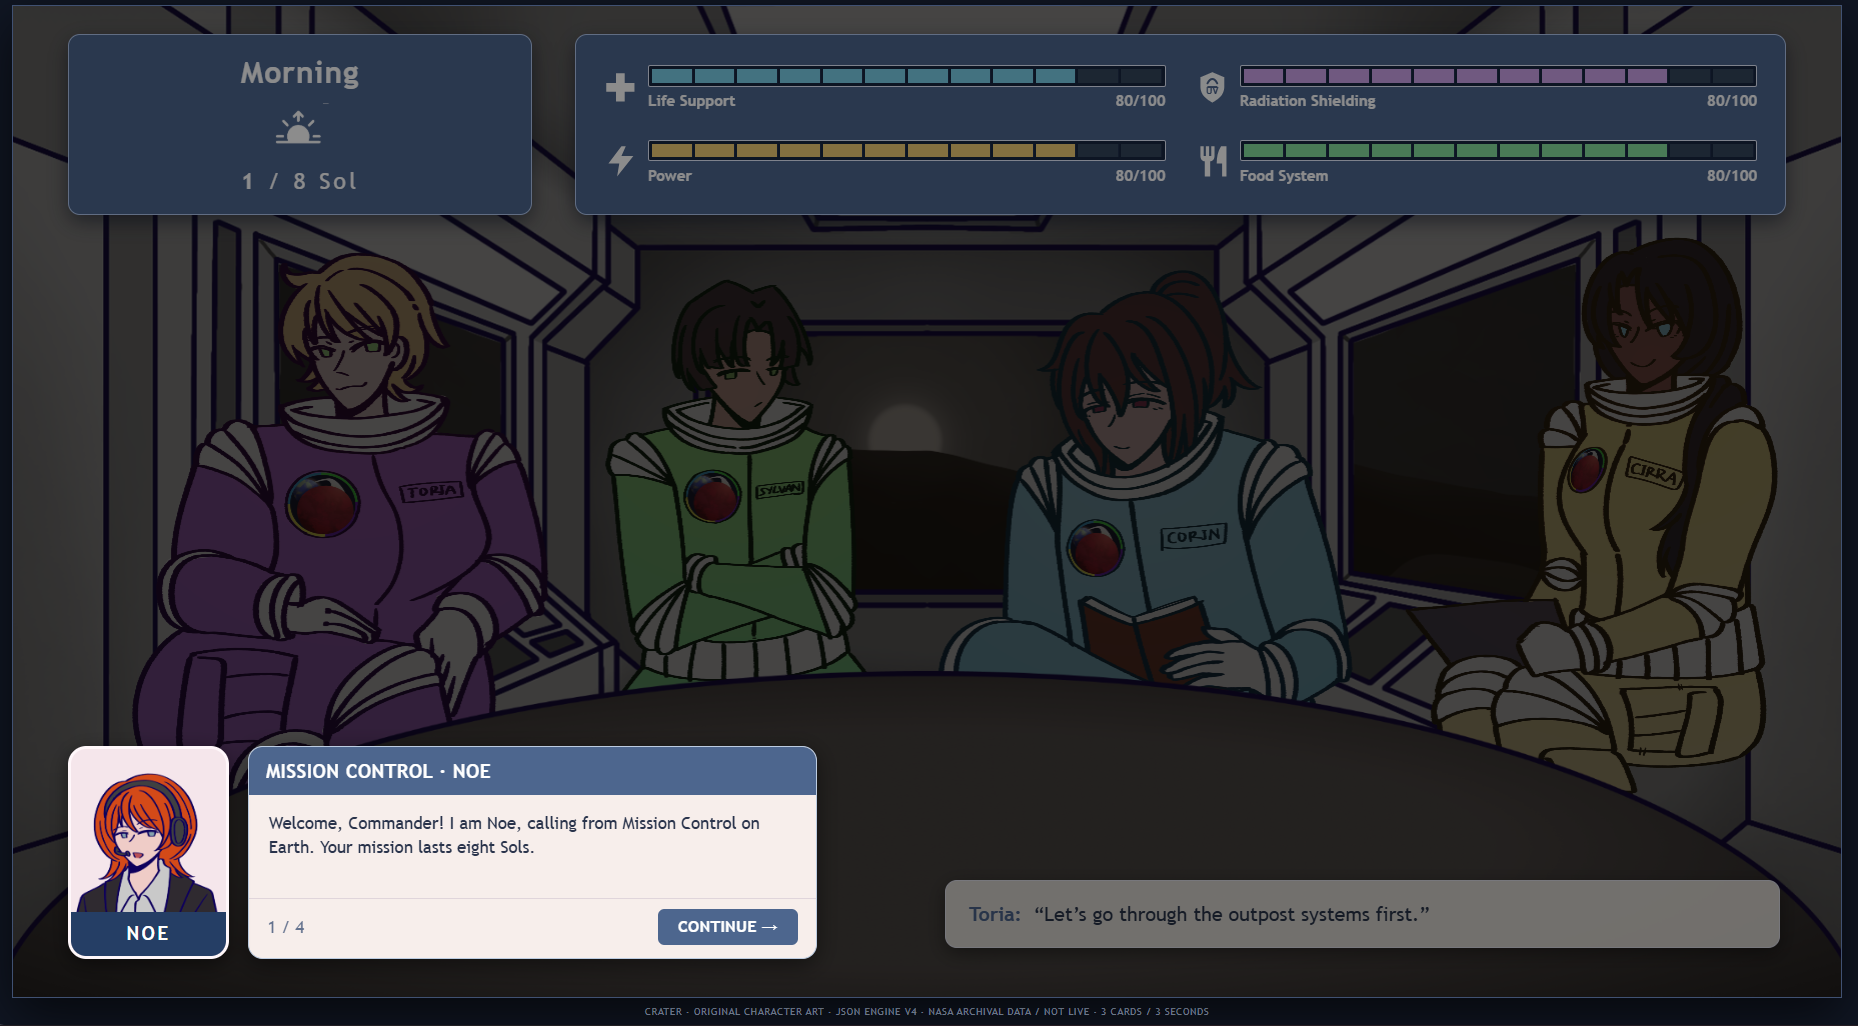 Morning
1 / 8 Sol
Life Support 80/100
Radiation Shielding 80/100
Power 80/100
Food System 80/100
UV
TORIA
SYLVAN
CORIN
CIRRA
MISSION CONTROL · NOE
Welcome, Commander! I am Noe, calling from Mission Control on
Earth. Your mission lasts eight Sols.
1 / 4
CONTINUE →
NOE
Toria: “Let’s go through the outpost systems first.”
CRATER · ORIGINAL CHARACTER ART · JSON ENGINE V4 · NASA ARCHIVAL DATA / NOT LIVE · 3 CARDS / 3 SECONDS